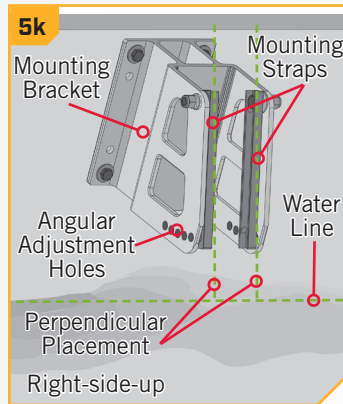 5k
Mounting
Bracket
Mounting
Straps
Water
Line
Angular
Adjustment
Holes
Perpendicular
Placement
Right-side-up